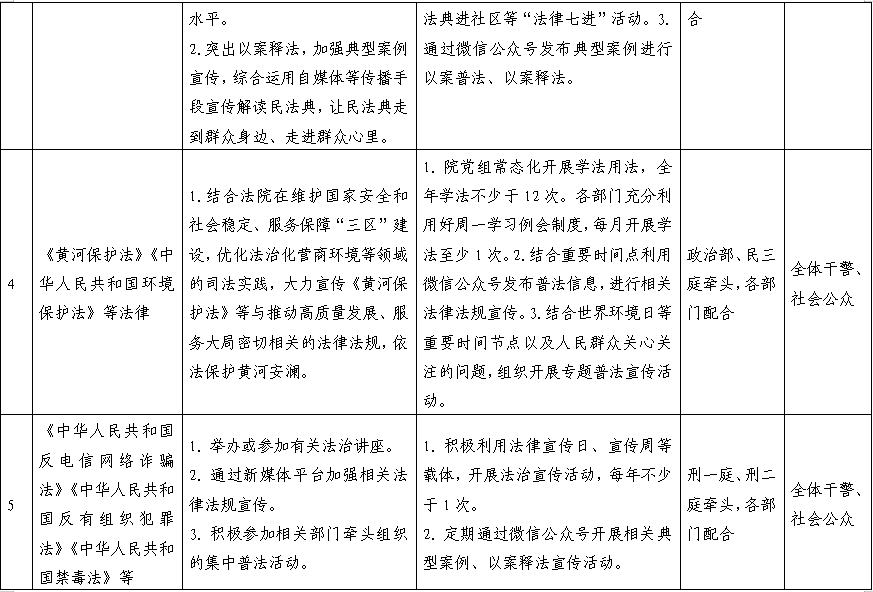 水平。
2.突出以案释法,加强典型案例
宣传,综合运用自媒体等传播手
段宣传解读民法典,让民法典走
到群众身边、走进群众心里。
法典进社区等“法律七进”活动。3.
通过微信公众号发布典型案例进行
以案普法、以案释法。
合
4
《黄河保护法》《中
华人民共和国环境
保护法》等法律
1.结合法院在维护国家安全和
社会稳定、服务保障“三区”建
设,优化法治化营商环境等领域
的司法实践,大力宣传《黄河保
护法》等与推动高质量发展、服
务大局密切相关的法律法规,依
法保护黄河安澜。
1. 院党组常态化开展学法用法，全
年学法不少于12次。各部门充分利
用好周一学习例会制度,每月开展学
法至少1次。2.结合重要时间点利用
微信公众号发布普法信息,进行相关
法律法规宣传。3.结合世界环境日等
重要时间节点以及人民群众关心关
注的问题,组织开展专题普法宣传活
动。
政治部、民三
庭牵头,各部
门配合
全体干警、
社会公众
5
《中华人民共和国
反电信网络诈骗
法》《中华人民共和
国反有组织犯罪
法》《中华人民共和
国禁毒法》等
1. 举办或参加有关法治讲座。
2. 通过新媒体平台加强相关法
律法规宣传。
3. 积极参加相关部门牵头组织
的集中普法活动。
1. 积极利用法律宣传日、宣传周等
载体，开展法治宣传活动,每年不少
于1次。
2. 定期通过微信公众号开展相关典
型案例、以案释法宣传活动。
刑一庭、刑二
庭牵头,各部
门配合
全体干警、
社会公众